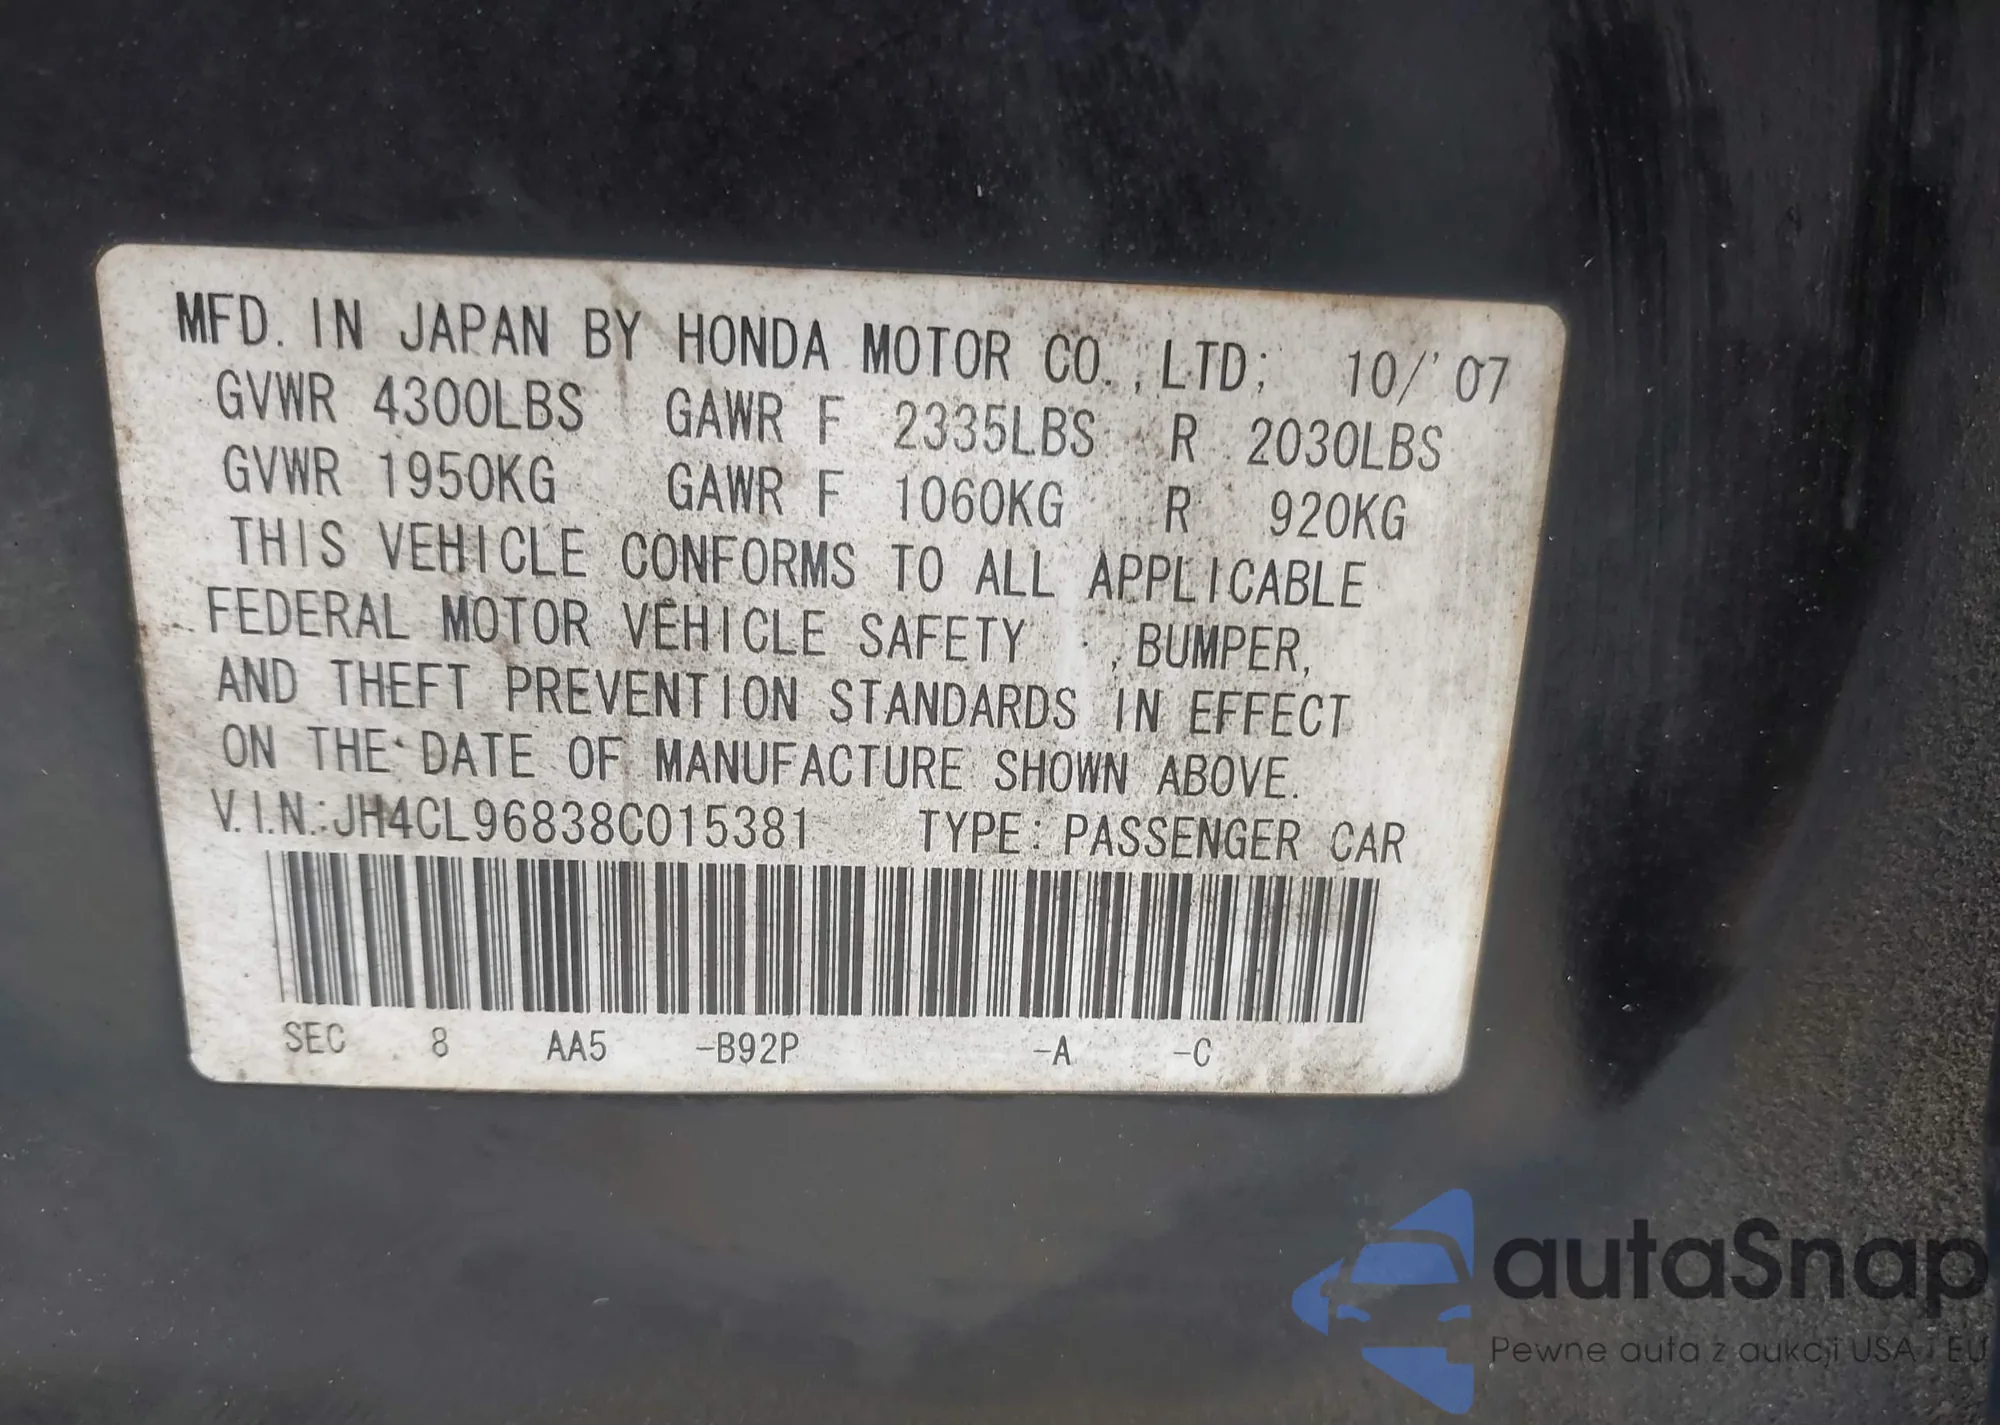 MFD. IN JAPAN BY HONDA MOTOR CO.,LTD; 10/'07
GVWR 4300LBS GAWR F 2335LBS R 2030LBS
GVWR 1950KG GAWR F 1060KG R 920KG
THIS VEHICLE CONFORMS TO ALL APPLICABLE
FEDERAL MOTOR VEHICLE SAFETY , BUMPER,
AND THEFT PREVENTION STANDARDS IN EFFECT
ON THE DATE OF MANUFACTURE SHOWN ABOVE.
V.I.N.:JH4CL96838C015381 TYPE: PASSENGER CAR
SEC 8 AA5 -B92P -A -C
autaSnap
Pewne auta z aukcji USA i EU